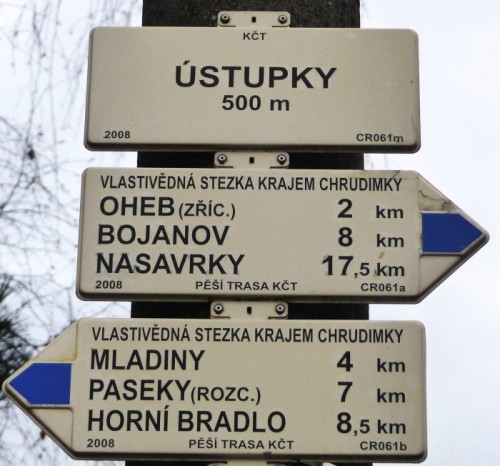 KČT
ÚSTUPKY
500 m
2008 CR061m
VLASTIVĚDNÁ STEZKA KRAJEM CHRUDIMKY
OHEB (ZŘÍC.) 2 km
BOJANOV 8 km
NASAVRKY 17,5 km
2008 PĚŠÍ TRASA KČT CR061a
VLASTIVĚDNÁ STEZKA KRAJEM CHRUDIMKY
MLADINY 4 km
PASEKY (ROZC.) 7 km
HORNÍ BRADLO 8,5 km
2008 PĚŠÍ TRASA KČT CR061b